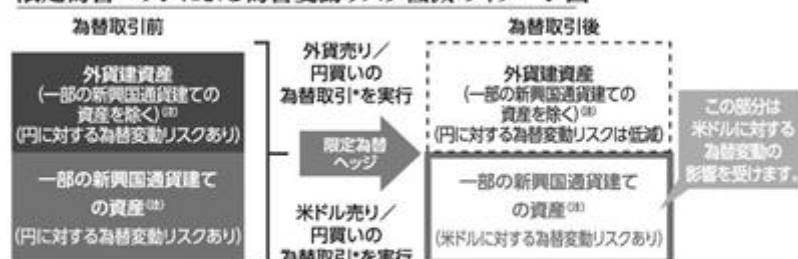 為替取引前
為替取引後
外貨建資産
(一部の新興国通貨建ての
資産を除く)(注)
(円に対する為替変動リスクあり)
一部の新興国通貨建て
の資産(注)
(円に対する為替変動リスクあり)
外貨売り/
円買いの
為替取引*を実行
限定為替
ヘッジ
米ドル売り/
円買いの
為替取引*を実行
外貨建資産
(一部の新興国通貨建ての
資産を除く)(注)
(円に対する為替変動リスクは低減)
一部の新興国通貨建て
の資産(注)
(米ドルに対する為替変動リスクあり)
この部分は
米ドルに対する
為替変動の
影響を受けます。